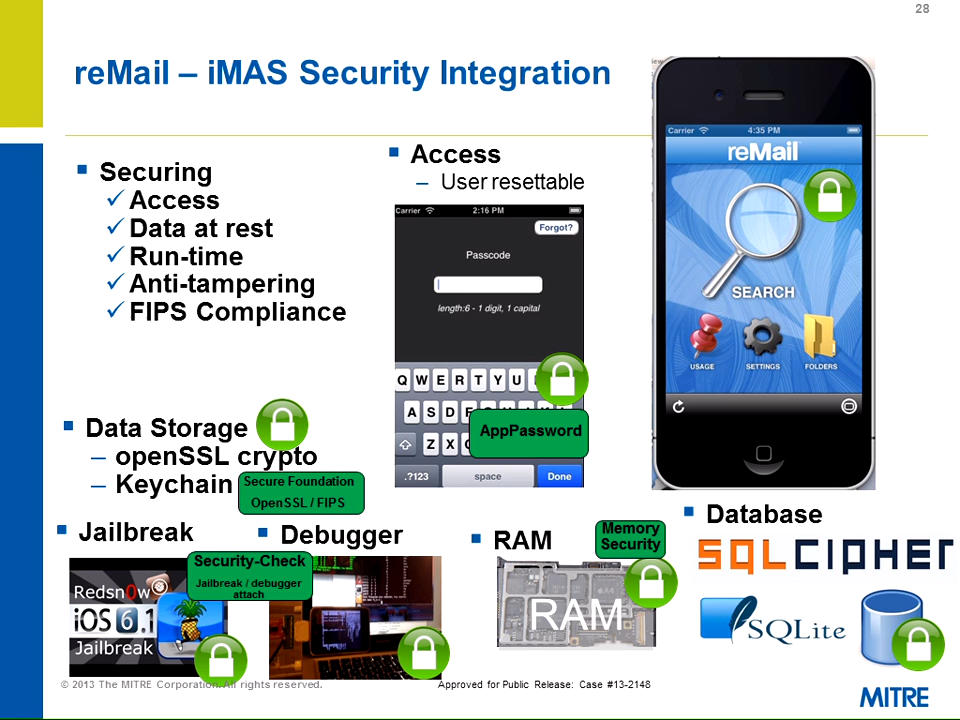 28
reMail – iMAS Security Integration
Securing
Access
Data at rest
Run-time
Anti-tampering
FIPS Compliance
Access
– User resettable
Carrier 2:16 PM
Forgot?
Passcode
length:6 - 1 digit, 1 capital
Q W E R T Y U
A S D F
Z X
.?123 space Done
AppPassword
Carrier 4:35 PM
reMail
SEARCH
USAGE SETTINGS FOLDERS
Data Storage
– openSSL crypto
– Keychain
Secure Foundation
OpenSSL / FIPS
Jailbreak
Redsn0w
iOS 6.1
Jailbreak
Security-Check
Jailbreak / debugger
attach
Debugger
RAM
Memory
Security
RAM
Database
SQLCIPHER
SQLite
© 2013 The MITRE Corporation. All rights reserved.
Approved for Public Release: Case #13-2148
MITRE